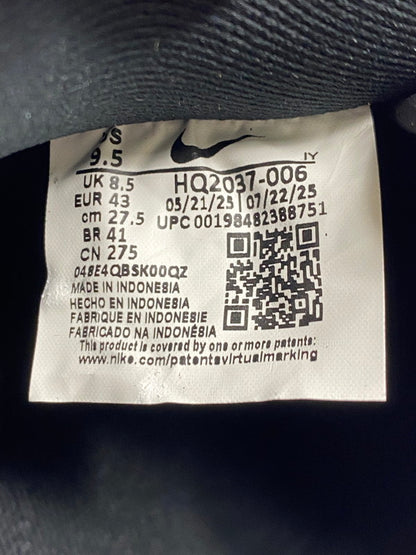 9.5
UK 8.5
EUR 43
cm 27.5
BR 41
CN 275
IY
HQ2037-006
05/21/25 | 07/22/25
UPC 00198482388751
048E4QBSK00QZ
MADE IN INDONESIA
HECHO EN INDONESIA
FABRIQUE EN INDONESIE
FABRICADO NA INDONÉSIA
This product is covered by one or more patents:
www.nike.com/patentsvirtualmarking